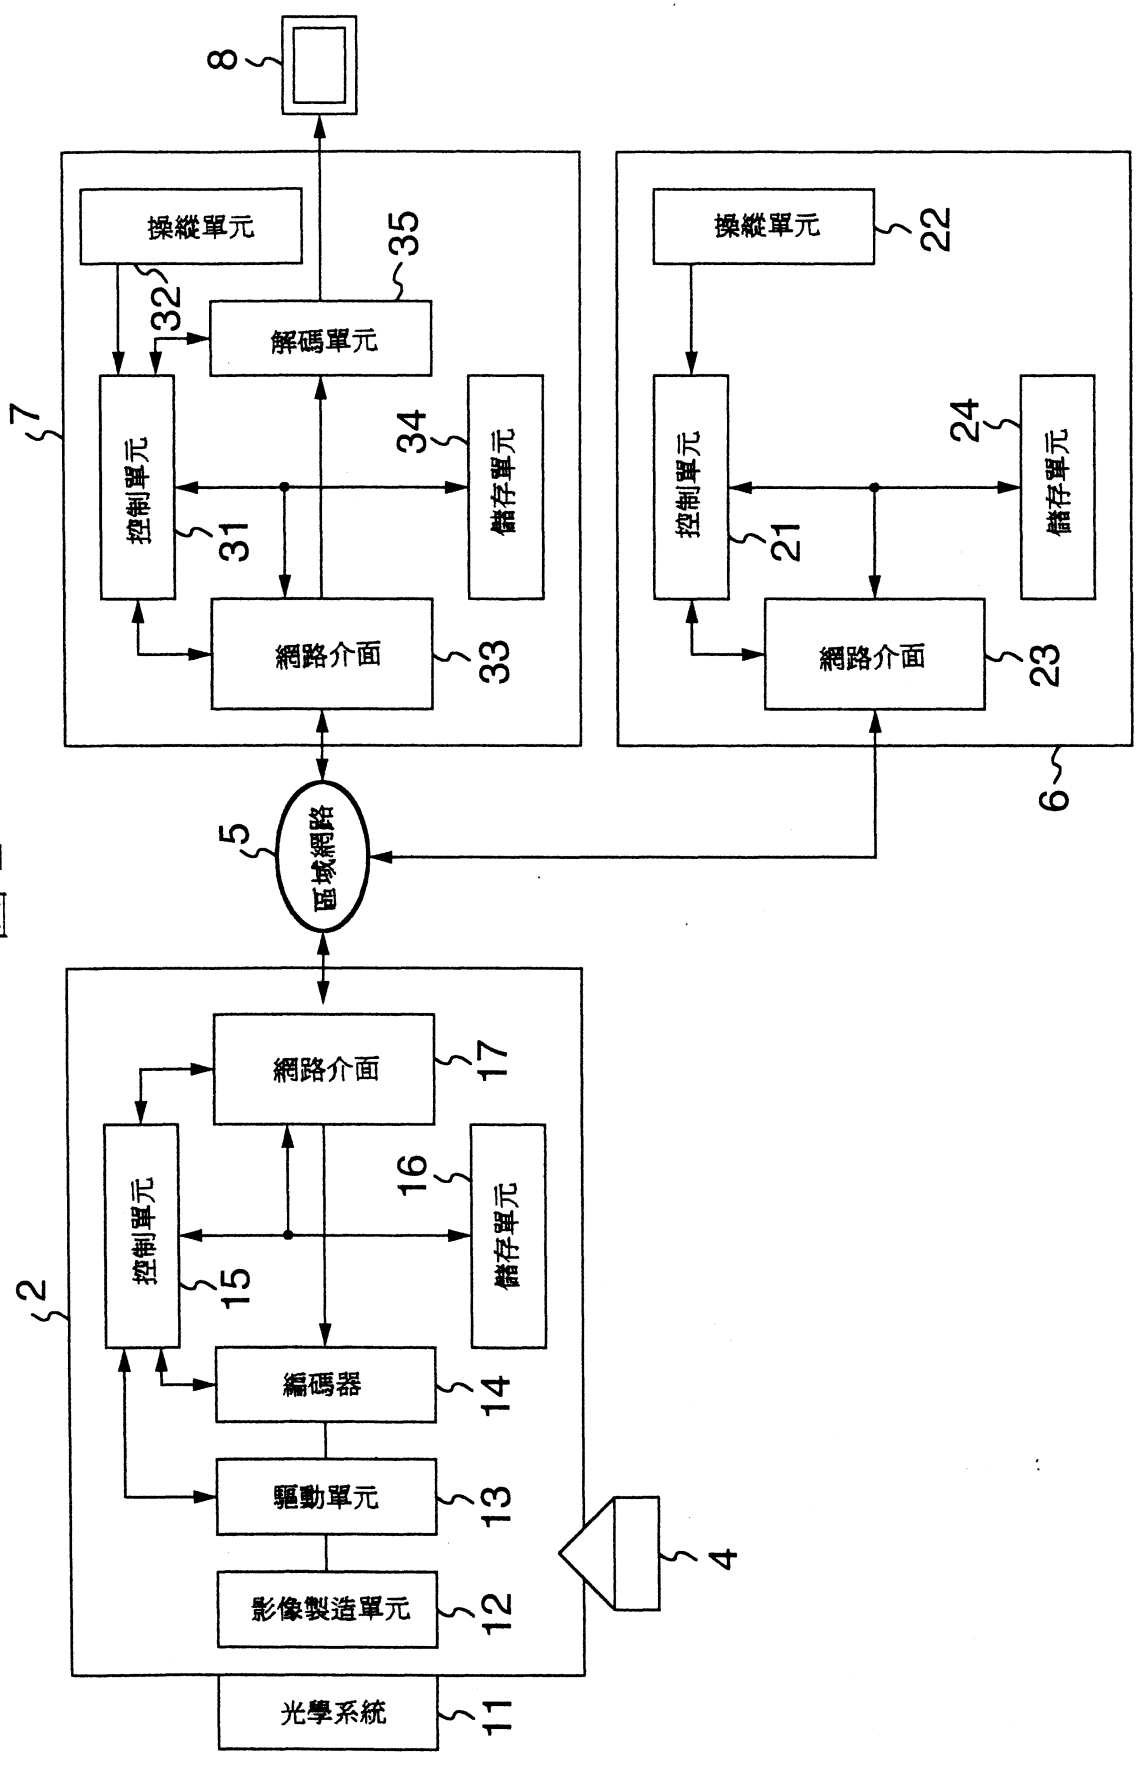 2
控制單元
15
網路介面
17
儲存單元
16
編碼器
14
驅動單元
13
影像製造單元
12
光學系統
11
4
區域網路
5
7
操縱單元
32
控制單元
31
解碼單元
35
網路介面
33
儲存單元
34
8
6
操縱單元
22
控制單元
21
網路介面
23
儲存單元
24